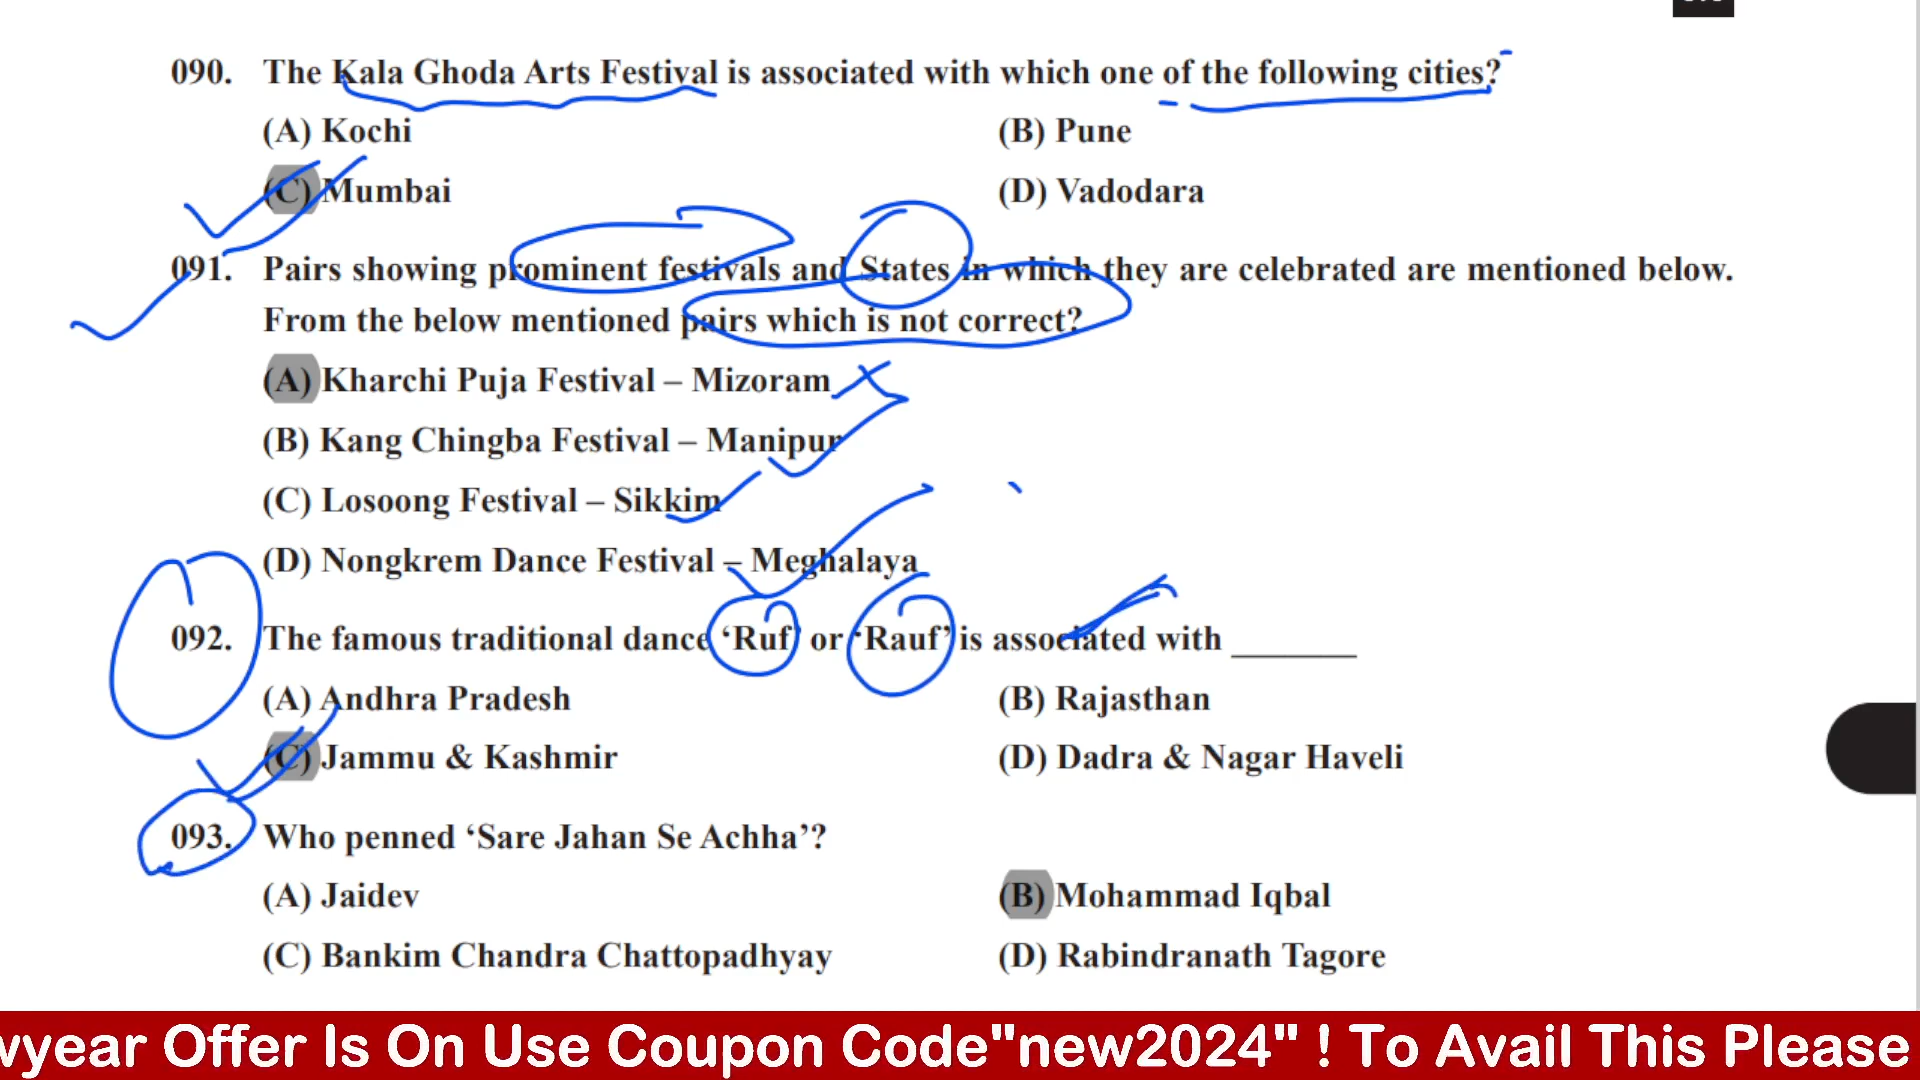 090. The Kala Ghoda Arts Festival is associated with which one of the following cities?
(A) Kochi (B) Pune
(C) Mumbai (D) Vadodara
091. Pairs showing prominent festivals and States in which they are celebrated are mentioned below.
From the below mentioned pairs which is not correct?
(A) Kharchi Puja Festival – Mizoram
(B) Kang Chingba Festival – Manipur
(C) Losoong Festival – Sikkim
(D) Nongkrem Dance Festival – Meghalaya
092. The famous traditional dance ‘Ruf’ or ‘Rauf’ is associated with _______
(A) Andhra Pradesh (B) Rajasthan
(C) Jammu & Kashmir (D) Dadra & Nagar Haveli
093. Who penned ‘Sare Jahan Se Achha’?
(A) Jaidev (B) Mohammad Iqbal
(C) Bankim Chandra Chattopadhyay (D) Rabindranath Tagore
wyear Offer Is On Use Coupon Code"new2024" ! To Avail This Please